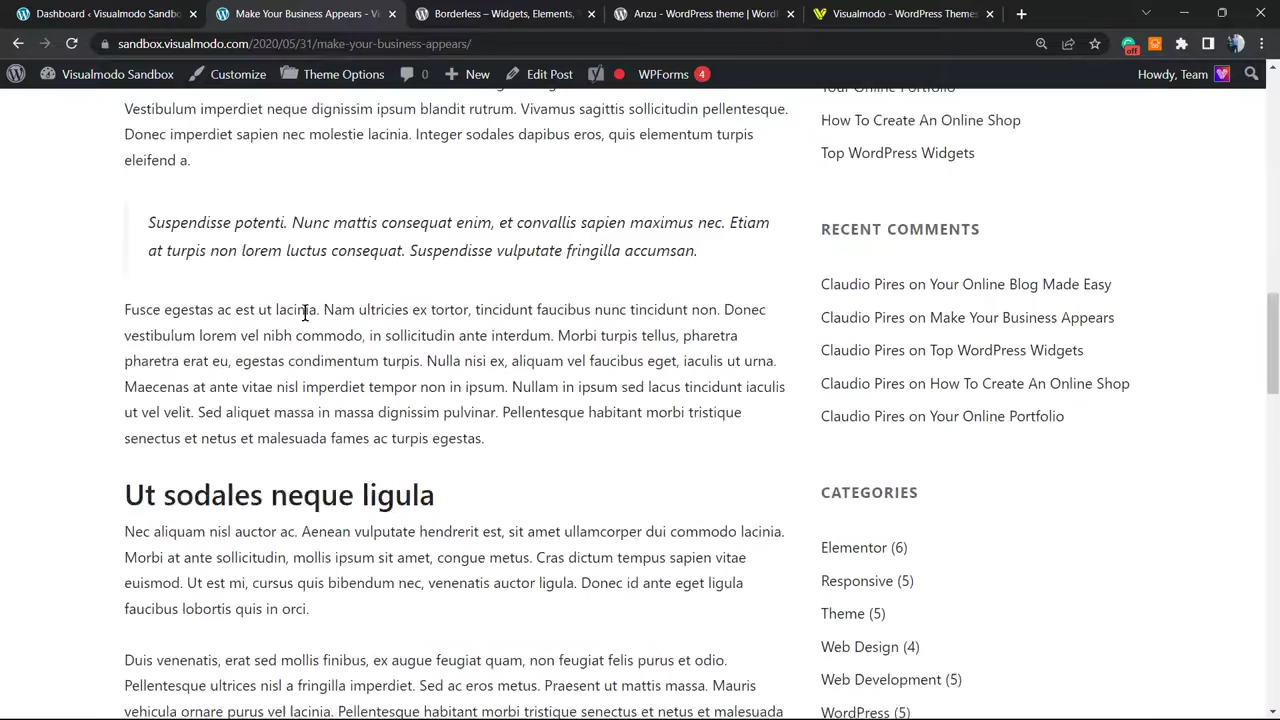 Dashboard ‹ Visualmodo Sandbox
Make Your Business Appears - Vi
Borderless – Widgets, Elements,
Anzu - WordPress theme | WordP
Visualmodo - WordPress Themes
sandbox.visualmodo.com/2020/05/31/make-your-business-appears/
off
Visualmodo Sandbox
Customize
Theme Options
0
New
Edit Post
WPForms 4
Howdy, Team
Vestibulum imperdiet neque dignissim ipsum blandit rutrum. Vivamus sagittis sollicitudin pellentesque.
Donec imperdiet sapien nec molestie lacinia. Integer sodales dapibus eros, quis elementum turpis
eleifend a.
Suspendisse potenti. Nunc mattis consequat enim, et convallis sapien maximus nec. Etiam
at turpis non lorem luctus consequat. Suspendisse vulputate fringilla accumsan.
Fusce egestas ac est ut lacinia. Nam ultricies ex tortor, tincidunt faucibus nunc tincidunt non. Donec
vestibulum lorem vel nibh commodo, in sollicitudin ante interdum. Morbi turpis tellus, pharetra
pharetra erat eu, egestas condimentum turpis. Nulla nisi ex, aliquam vel faucibus eget, iaculis ut urna.
Maecenas at ante vitae nisl imperdiet tempor non in ipsum. Nullam in ipsum sed lacus tincidunt iaculis
ut vel velit. Sed aliquet massa in massa dignissim pulvinar. Pellentesque habitant morbi tristique
senectus et netus et malesuada fames ac turpis egestas.
Ut sodales neque ligula
Nec aliquam nisl auctor ac. Aenean vulputate hendrerit est, sit amet ullamcorper dui commodo lacinia.
Morbi at ante sollicitudin, mollis ipsum sit amet, congue metus. Cras dictum tempus sapien vitae
euismod. Ut est mi, cursus quis bibendum nec, venenatis auctor ligula. Donec id ante eget ligula
faucibus lobortis quis in orci.
Duis venenatis, erat sed mollis finibus, ex augue feugiat quam, non feugiat felis purus et odio.
Pellentesque ultrices nisl a fringilla imperdiet. Sed ac eros metus. Praesent ut mattis massa. Mauris
vehicula ornare purus vel lacinia. Pellentesque habitant morbi tristique senectus et netus et malesuada
Your Online Portfolio
How To Create An Online Shop
Top WordPress Widgets
RECENT COMMENTS
Claudio Pires on Your Online Blog Made Easy
Claudio Pires on Make Your Business Appears
Claudio Pires on Top WordPress Widgets
Claudio Pires on How To Create An Online Shop
Claudio Pires on Your Online Portfolio
CATEGORIES
Elementor (6)
Responsive (5)
Theme (5)
Web Design (4)
Web Development (5)
WordPress (5)